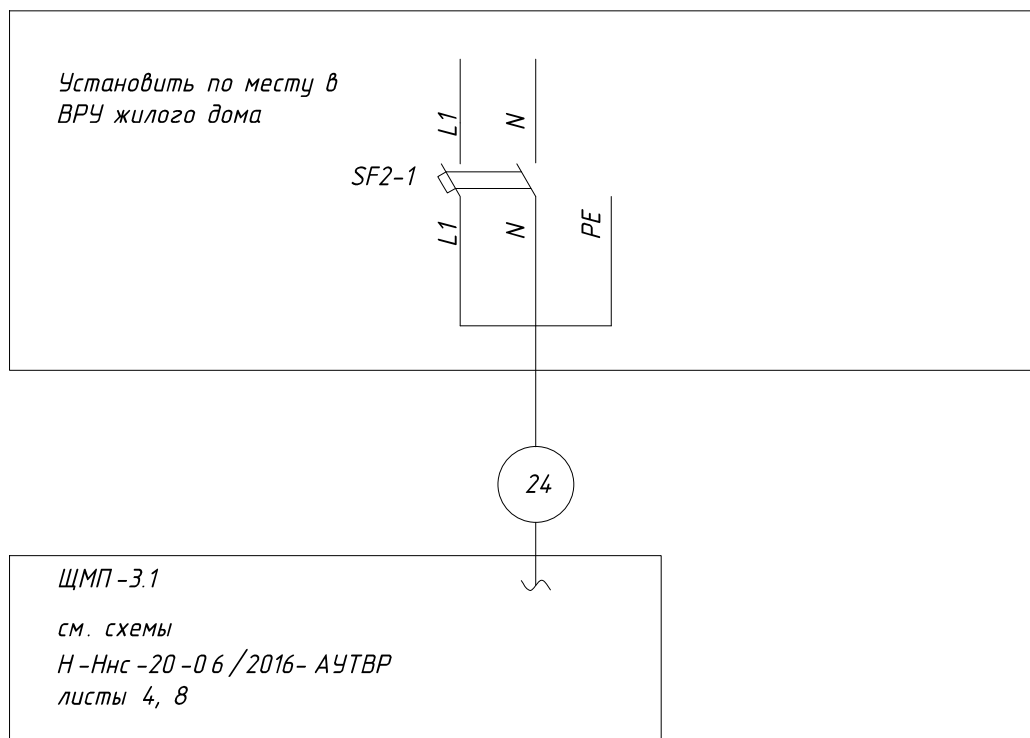 Установить по месту в
ВРУ жилого дома
L1
N
SF2-1
L1
N
PE
24
ЩМП-3.1
см. схемы
Н-Ннс-20-06/2016-АУТВР
листы 4, 8